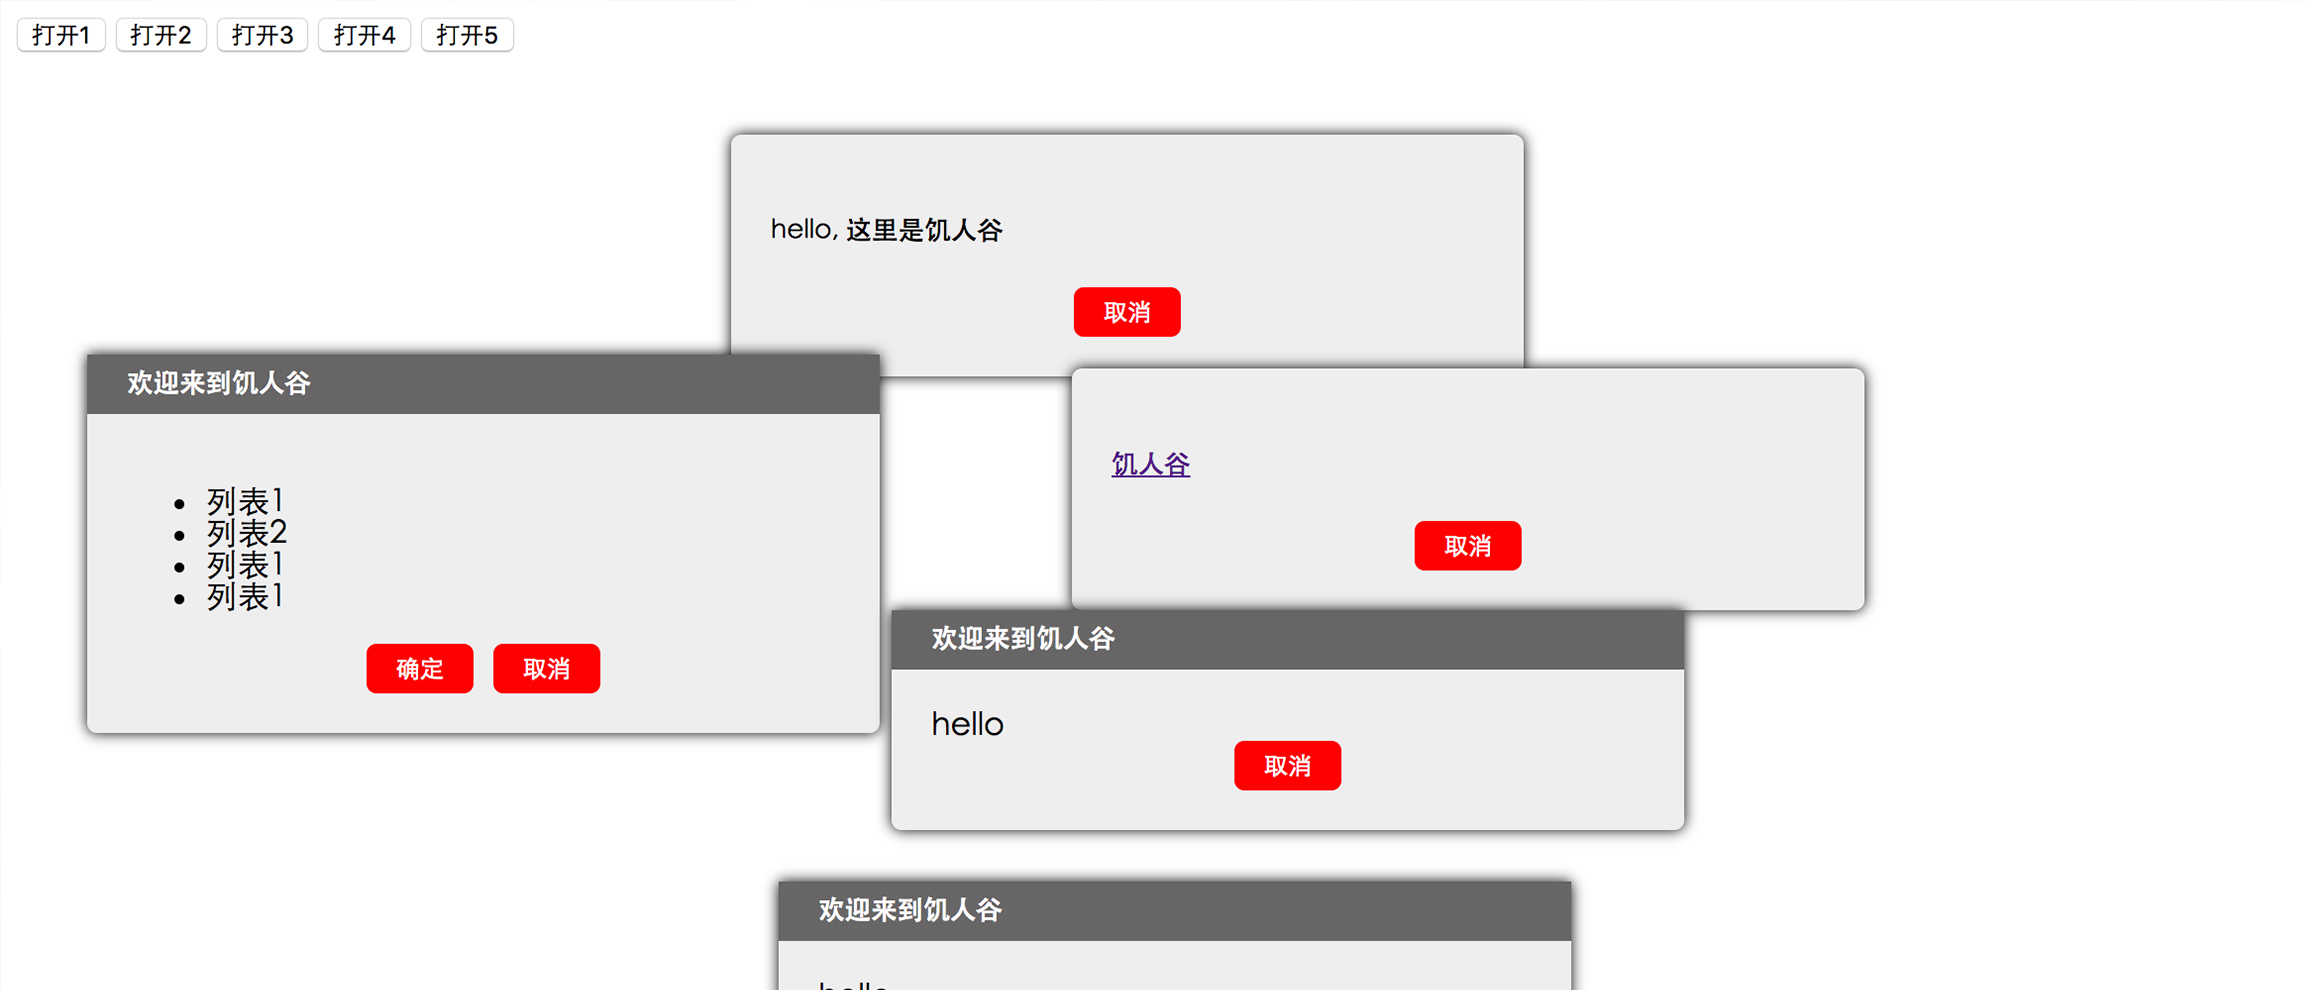 打开1 打开2 打开3 打开4 打开5
hello, 这里是饥人谷
取消
欢迎来到饥人谷
列表1
列表2
列表1
列表1
确定 取消
饥人谷
取消
欢迎来到饥人谷
hello
取消
欢迎来到饥人谷
hello